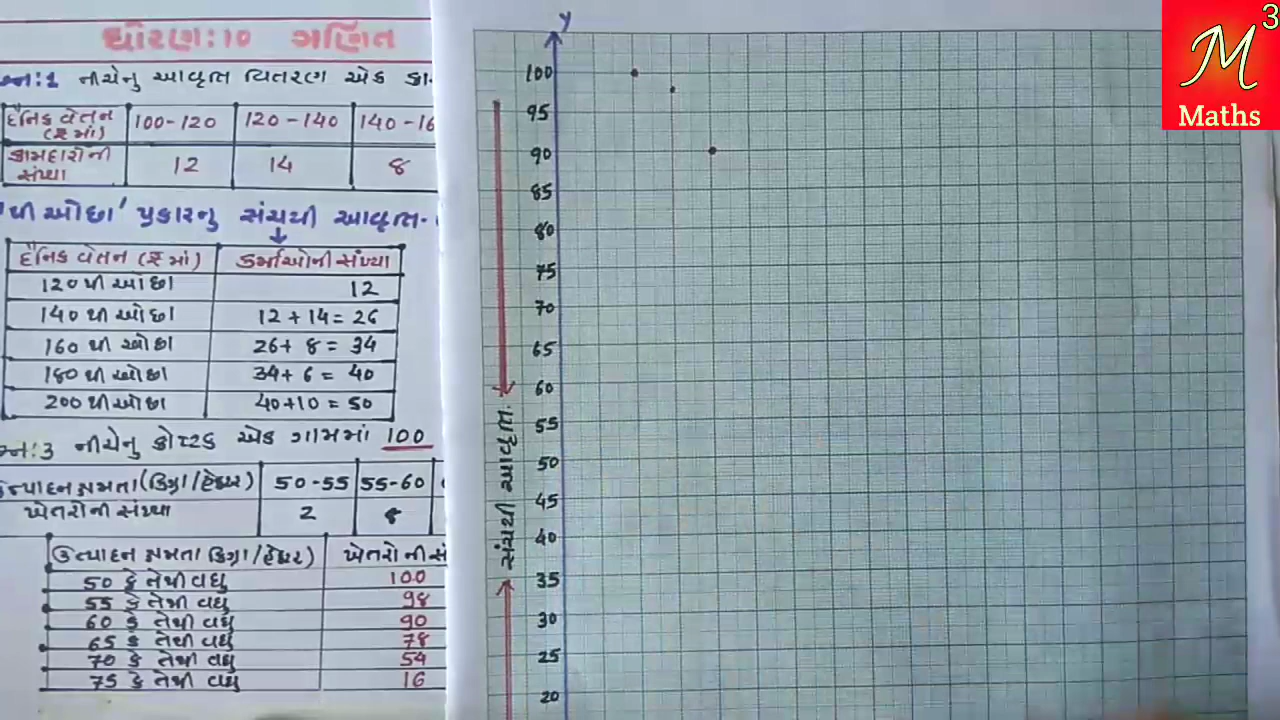 ધોરણ:10 ગણિત
ન:1 નીચેનુ આવૃત્તિ વિતરણ એક કા
દૈનિક વેતન (₹ માં) 100-120 120-140 140-16
કામદારોની સંખ્યા 12 14 8
'થી ઓછા' પ્રકારનુ સંચયી આવૃત્તિ-
દૈનિક વેતન (₹ માં) કર્મીઓની સંખ્યા
120 થી ઓછા 12
140 થી ઓછા 12+14=26
160 થી ઓછા 26+8=34
180 થી ઓછા 34+6=40
200 થી ઓછા 40+10=50
ન:3 નીચેનુ કોષ્ટક એક ગામમાં 100
ઉત્પાદન ક્ષમતા (કિગ્રા/હેક્ટર) 50-55 55-60
ખેતરોની સંખ્યા 2 8
ઉત્પાદન ક્ષમતા કિગ્રા/હેક્ટર) ખેતરોની સં
50 કે તેથી વધુ 100
55 કે તેથી વધુ 98
60 કે તેથી વધુ 90
65 કે તેથી વધુ 78
70 કે તેથી વધુ 54
75 કે તેથી વધુ 16
y
100
95
90
85
80
75
70
65
60
55
50
45
40
35
30
25
20
સંચયી આવૃત્તિ
M3
Maths